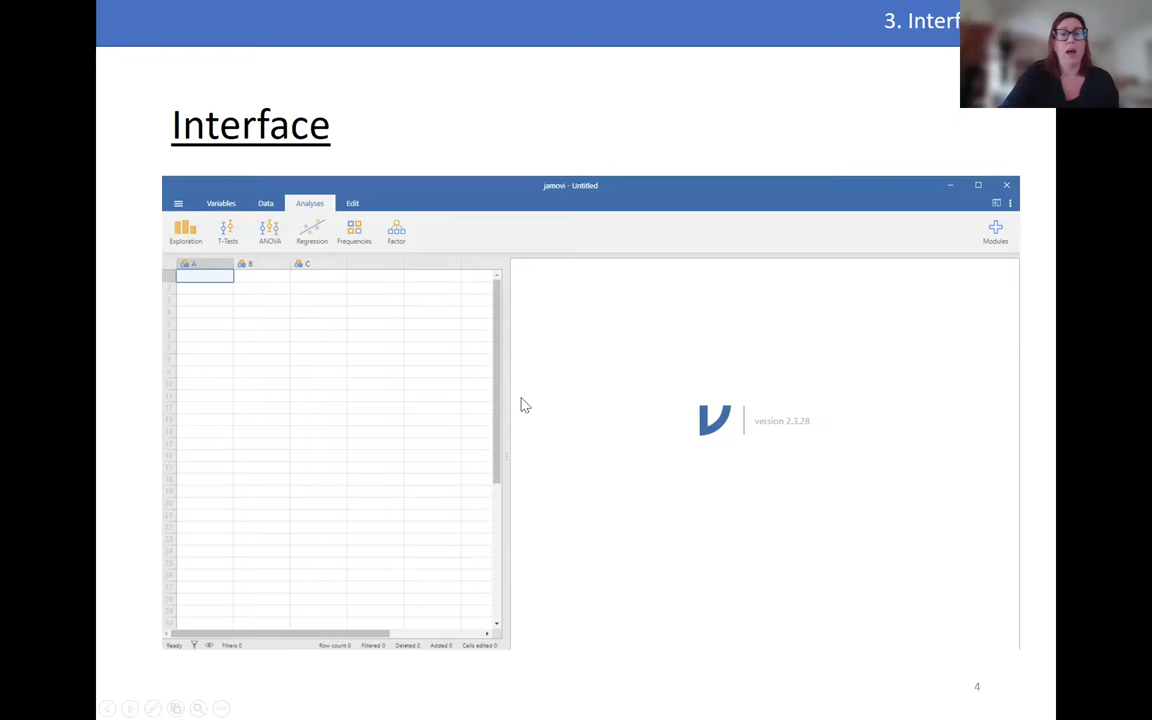 3. Interf
Interface
jamovi - Untitled
Variables Data Analyses Edit
Exploration T-Tests ANOVA Regression Frequencies Factor Modules
A B C
version 2.3.28
Ready Filters 0 Row count 0 Filtered 0 Deleted 0 Added 0 Cells edited 0
4